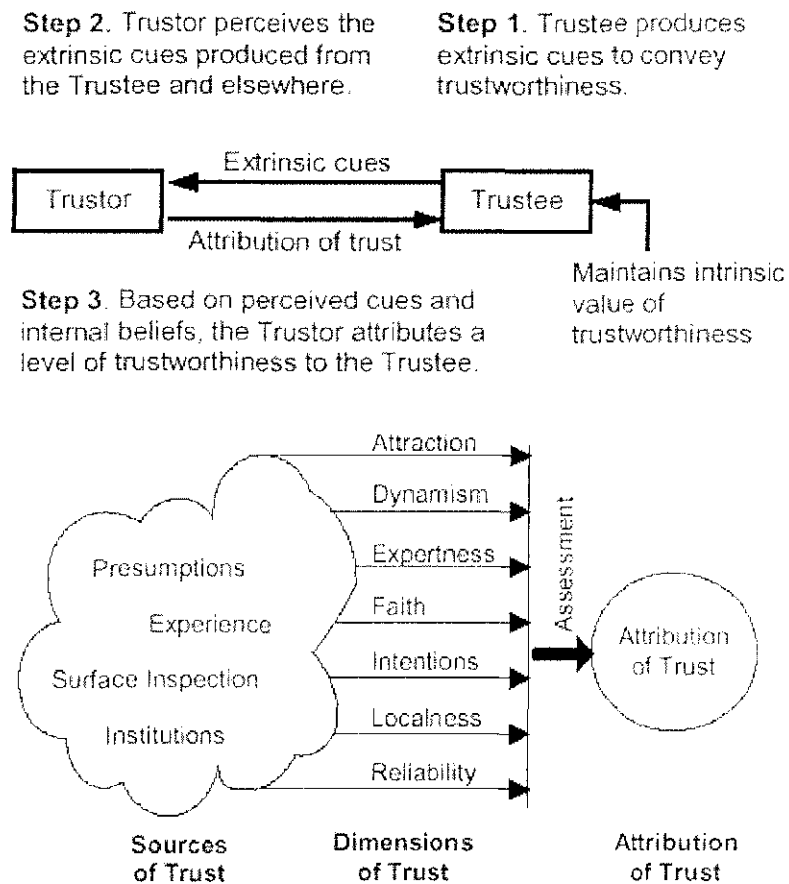 Step 2. Trustor perceives the
extrinsic cues produced from
the Trustee and elsewhere.
Step 1. Trustee produces
extrinsic cues to convey
trustworthiness.
Extrinsic cues
Trustor
Trustee
Attribution of trust
Maintains intrinsic
value of
trustworthiness
Step 3. Based on perceived cues and
internal beliefs, the Trustor attributes a
level of trustworthiness to the Trustee.
Attraction
Dynamism
Expertness
Faith
Intentions
Localness
Reliability
Presumptions
Experience
Surface Inspection
Institutions
Assessment
Attribution
of Trust
Sources
of Trust
Dimensions
of Trust
Attribution
of Trust